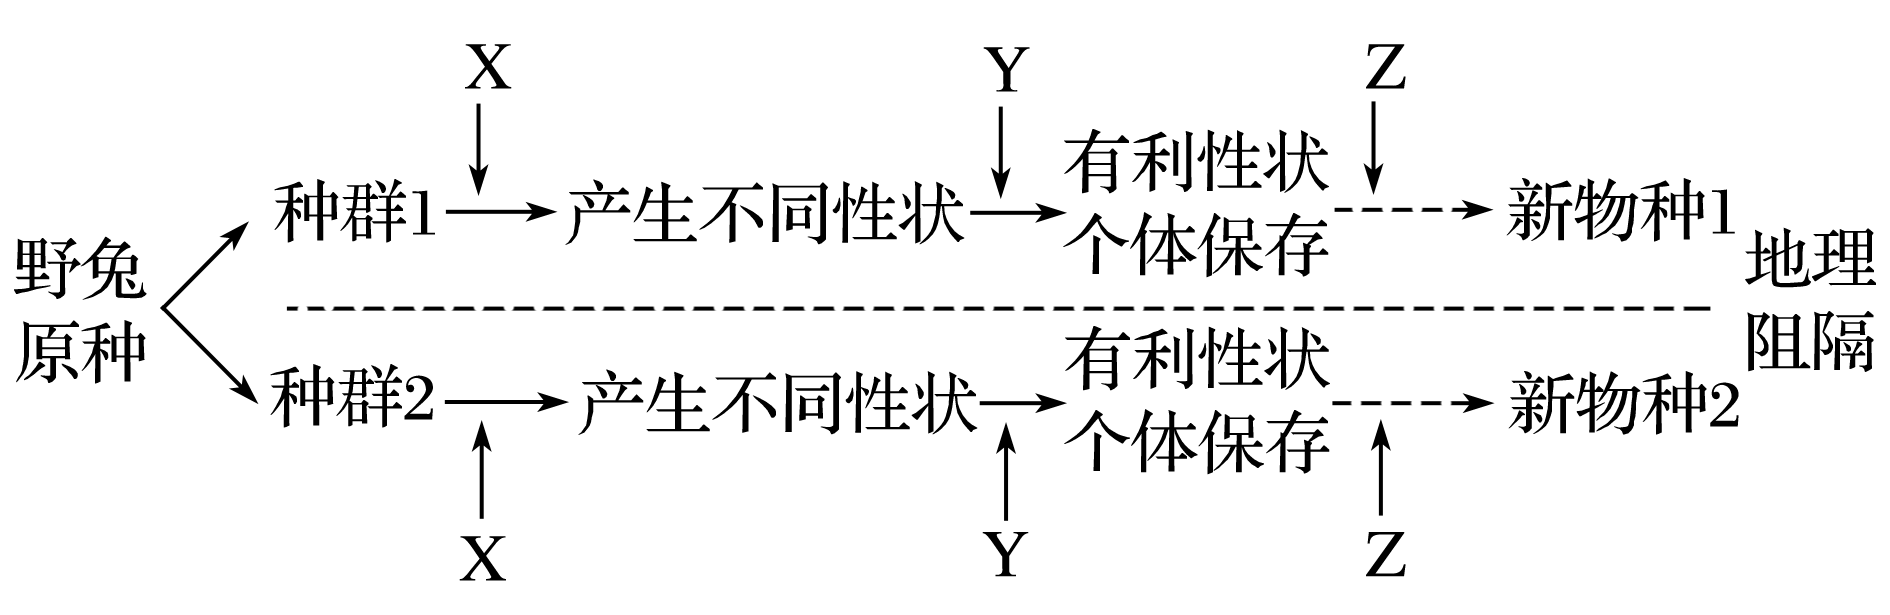 X Y Z
野兔
原种
种群1
产生不同性状
有利性状
个体保存
新物种1
地理
阻隔
种群2
产生不同性状
有利性状
个体保存
新物种2
X Y Z